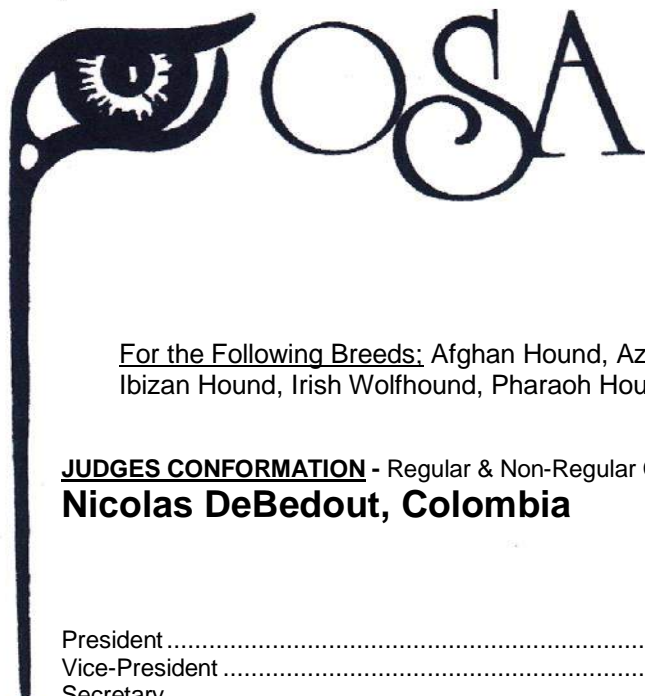 OSA
For the Following Breeds; Afghan Hound, Az
Ibizan Hound, Irish Wolfhound, Pharaoh Hou
JUDGES CONFORMATION - Regular & Non-Regular
Nicolas DeBedout, Colombia
President....................................................................
Vice-President............................................................
Secretary